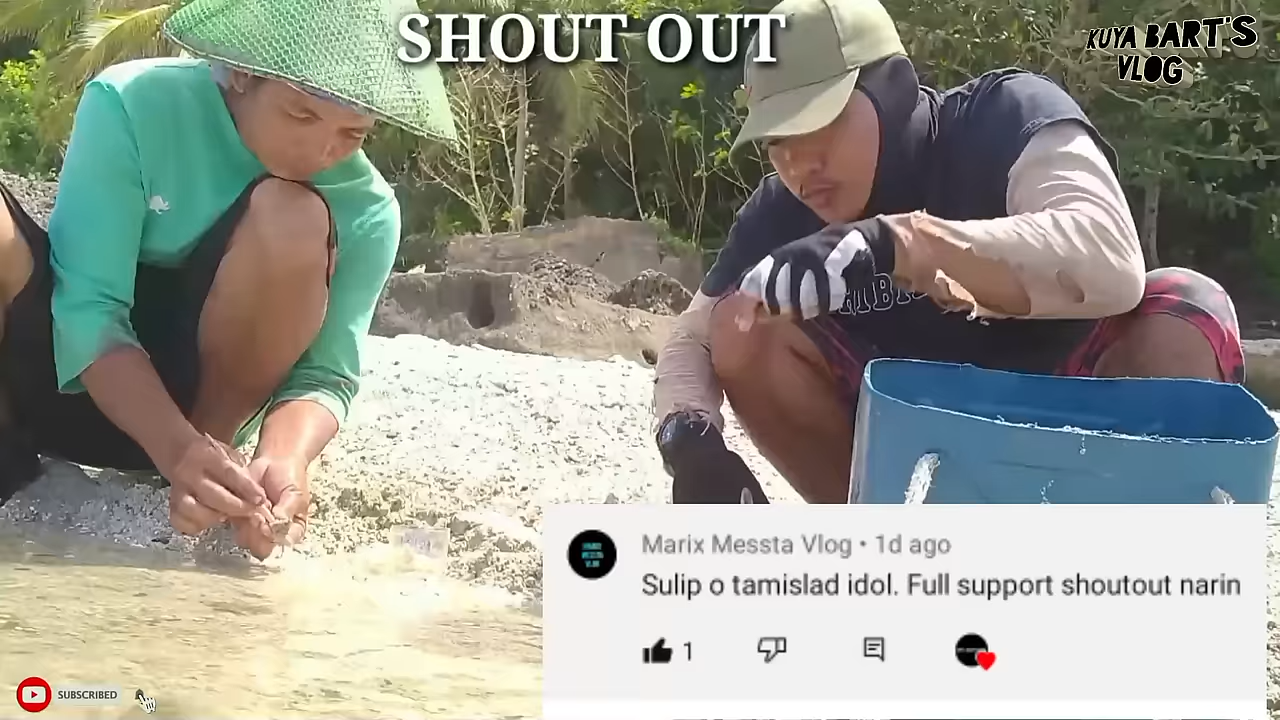 SHOUT OUT
KUYA BART'S
VLOG
Marix Messta Vlog • 1d ago
Sulip o tamislad idol. Full support shoutout narin
1
SUBSCRIBED